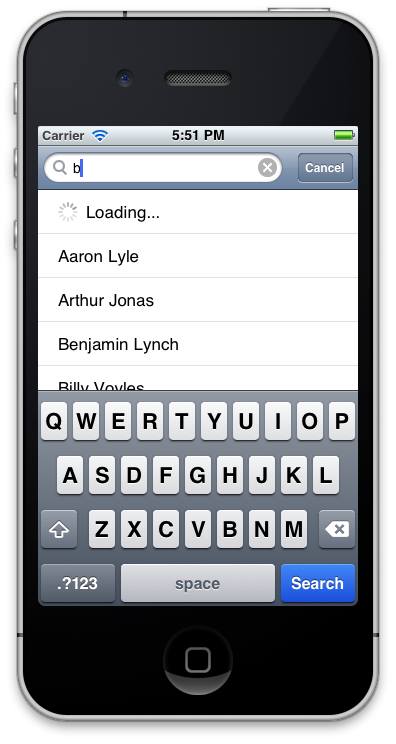 Carrier 5:51 PM
b Cancel
Loading...
Aaron Lyle
Arthur Jonas
Benjamin Lynch
Billy Voyles
Q W E R T Y U I O P
A S D F G H J K L
Z X C V B N M
.?123 space Search